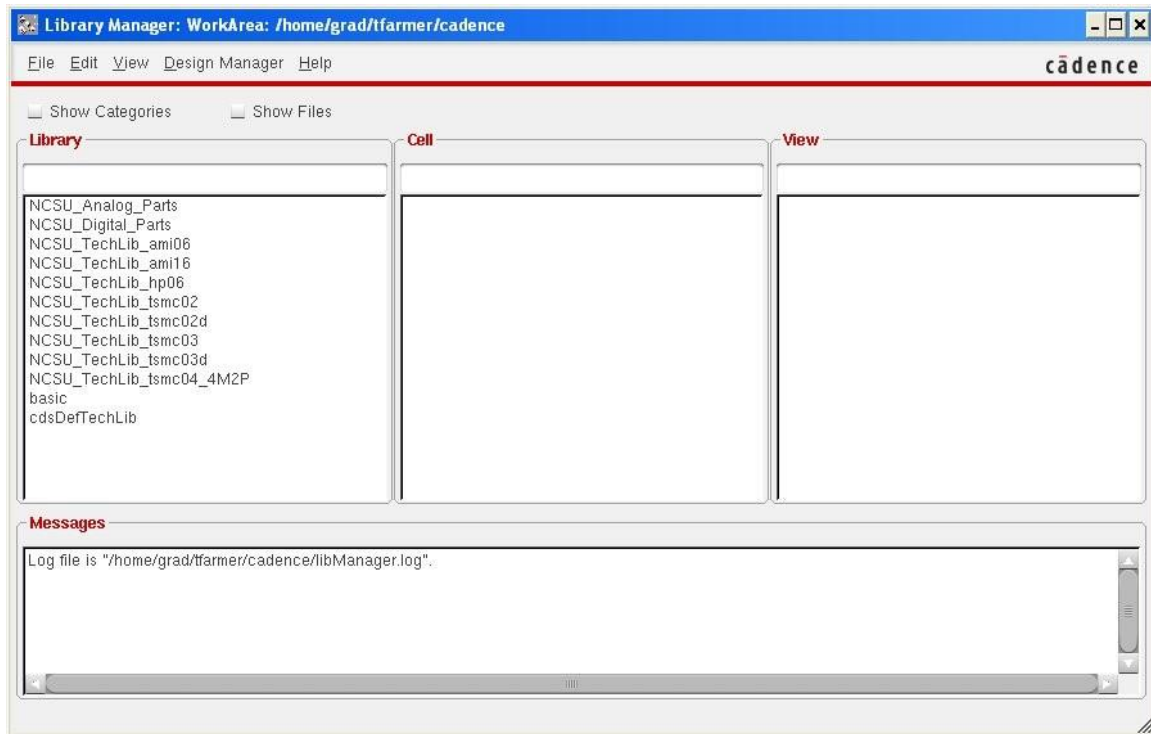 Library Manager: WorkArea: /home/grad/tfarmer/cadence
File Edit View Design Manager Help
cādence
Show Categories Show Files
Library
Cell
View
NCSU_Analog_Parts
NCSU_Digital_Parts
NCSU_TechLib_ami06
NCSU_TechLib_ami16
NCSU_TechLib_hp06
NCSU_TechLib_tsmc02
NCSU_TechLib_tsmc02d
NCSU_TechLib_tsmc03
NCSU_TechLib_tsmc03d
NCSU_TechLib_tsmc04_4M2P
basic
cdsDefTechLib
Messages
Log file is "/home/grad/tfarmer/cadence/libManager.log".